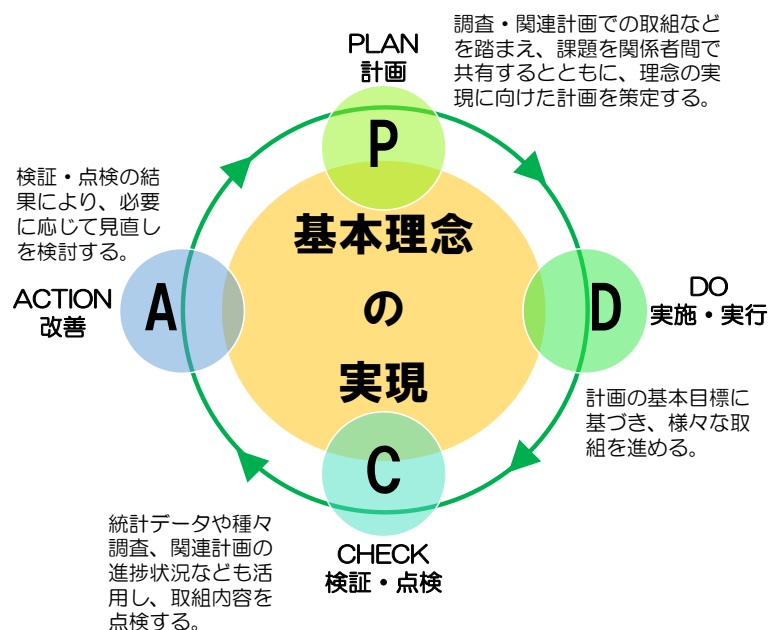 PLAN
計画
調査・関連計画での取組など
を踏まえ、課題を関係者間で
共有するとともに、理念の実
現に向けた計画を策定する。
P
基本理念
の
実現
D
DO
実施・実行
計画の基本目標に
基づき、様々な取
組を進める。
C
CHECK
検証・点検
統計データや種々
調査、関連計画の
進捗状況なども活
用し、取組内容を
点検する。
A
ACTION
改善
検証・点検の結
果により、必要
に応じて見直し
を検討する。